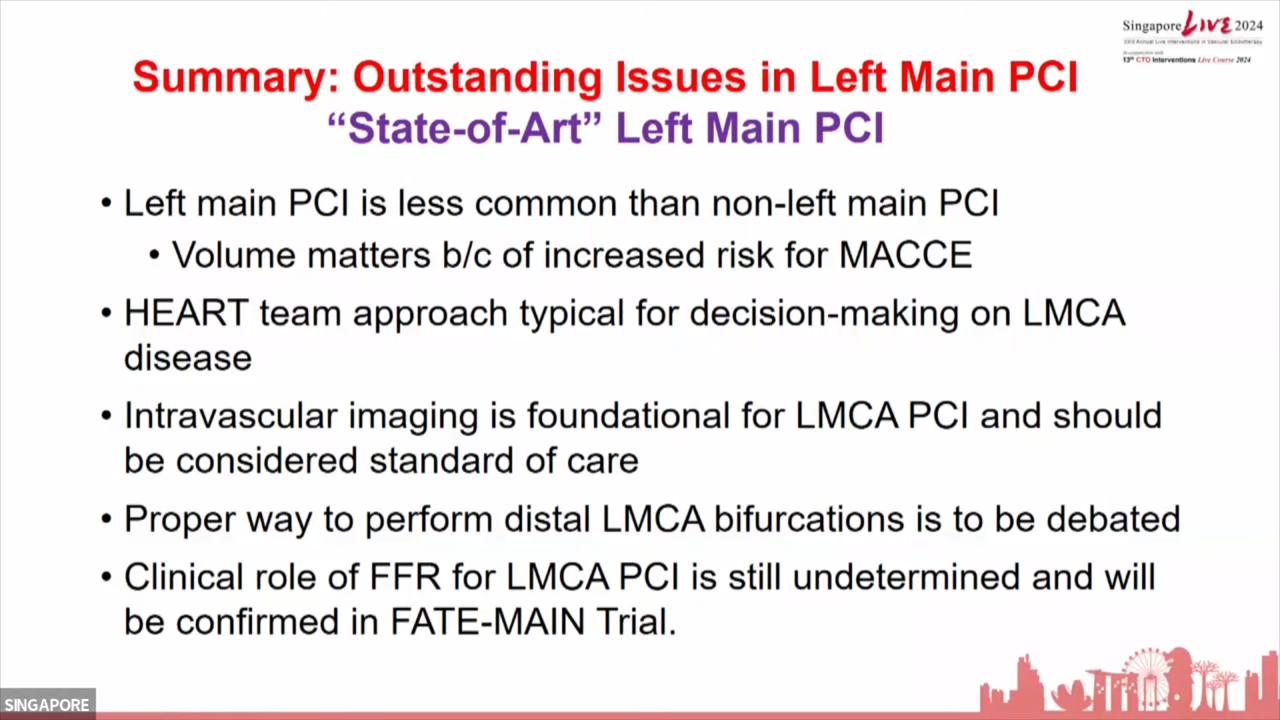 Singapore LIVE 2024
13th CTO Interventions Live Course 2024
Summary: Outstanding Issues in Left Main PCI
“State-of-Art” Left Main PCI
• Left main PCI is less common than non-left main PCI
• Volume matters b/c of increased risk for MACCE
• HEART team approach typical for decision-making on LMCA
disease
• Intravascular imaging is foundational for LMCA PCI and should
be considered standard of care
• Proper way to perform distal LMCA bifurcations is to be debated
• Clinical role of FFR for LMCA PCI is still undetermined and will
be confirmed in FATE-MAIN Trial.
SINGAPORE